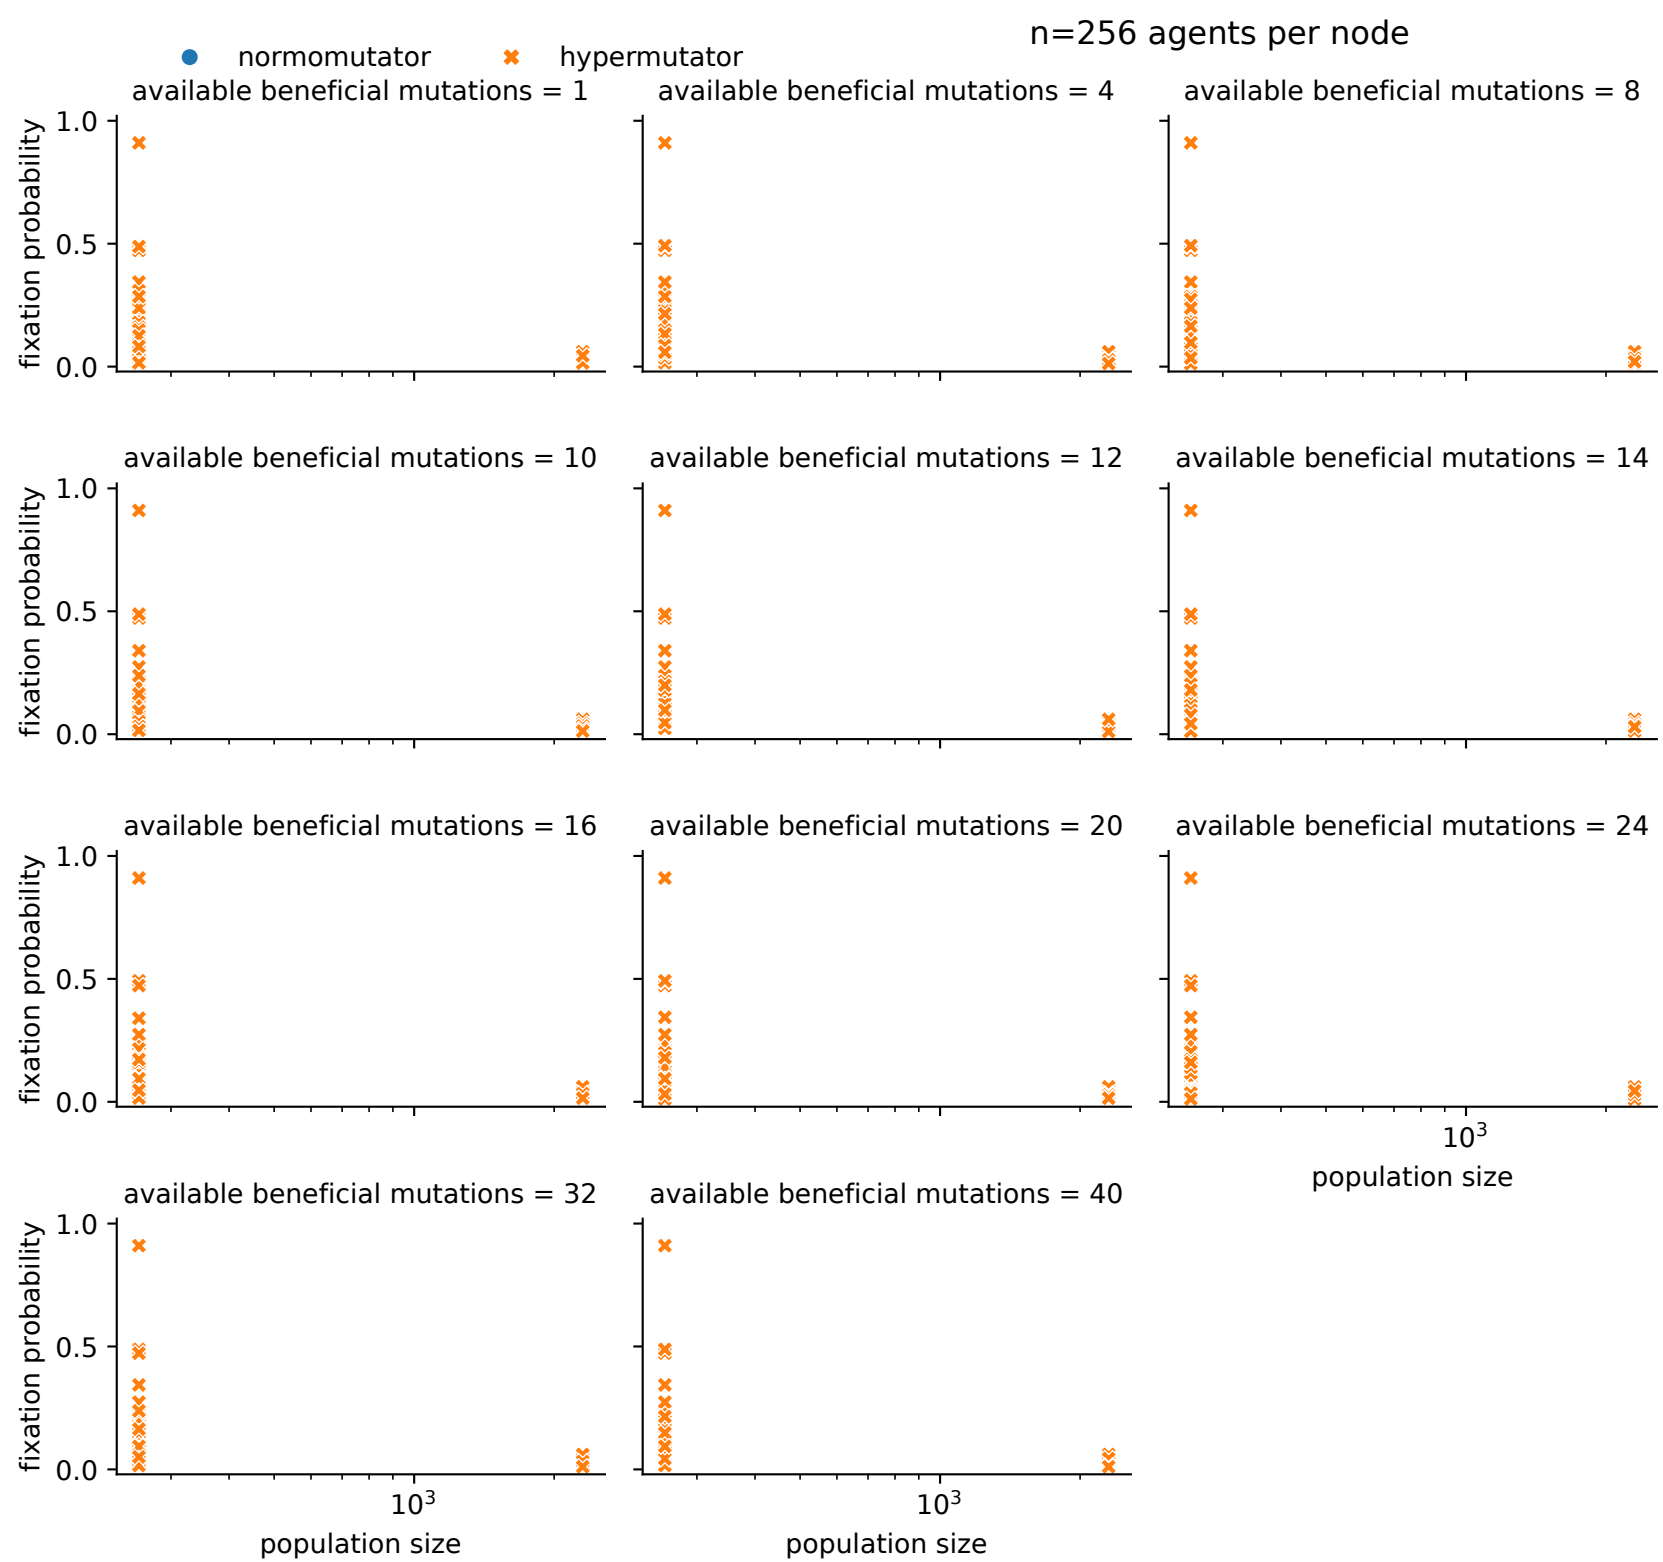 n=256 agents per node
normomutator hypermutator
available beneficial mutations = 1 available beneficial mutations = 4 available beneficial mutations = 8
1.0
0.5
0.0
fixation probability
available beneficial mutations = 10 available beneficial mutations = 12 available beneficial mutations = 14
1.0
0.5
0.0
fixation probability
available beneficial mutations = 16 available beneficial mutations = 20 available beneficial mutations = 24
1.0
0.5
0.0
fixation probability
10³
population size
available beneficial mutations = 32 available beneficial mutations = 40
1.0
0.5
0.0
fixation probability
10³ 10³
population size population size